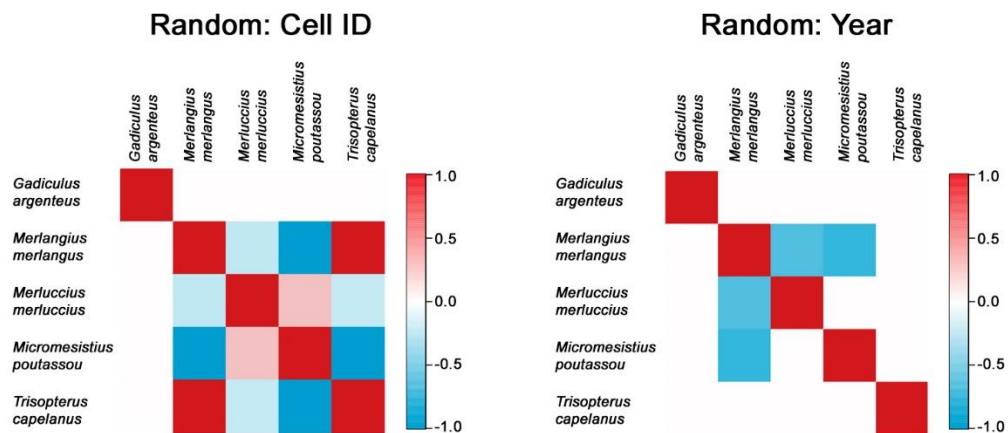 Random: Cell ID
Gadiculus
argenteus
Merlangius
merlangus
Merluccius
merluccius
Micromesistius
poutassou
Trisopterus
capelanus
Gadiculus
argenteus
Merlangius
merlangus
Merluccius
merluccius
Micromesistius
poutassou
Trisopterus
capelanus
1.0
0.5
0.0
-0.5
-1.0
Random: Year
Gadiculus
argenteus
Merlangius
merlangus
Merluccius
merluccius
Micromesistius
poutassou
Trisopterus
capelanus
Gadiculus
argenteus
Merlangius
merlangus
Merluccius
merluccius
Micromesistius
poutassou
Trisopterus
capelanus
1.0
0.5
0.0
-0.5
-1.0